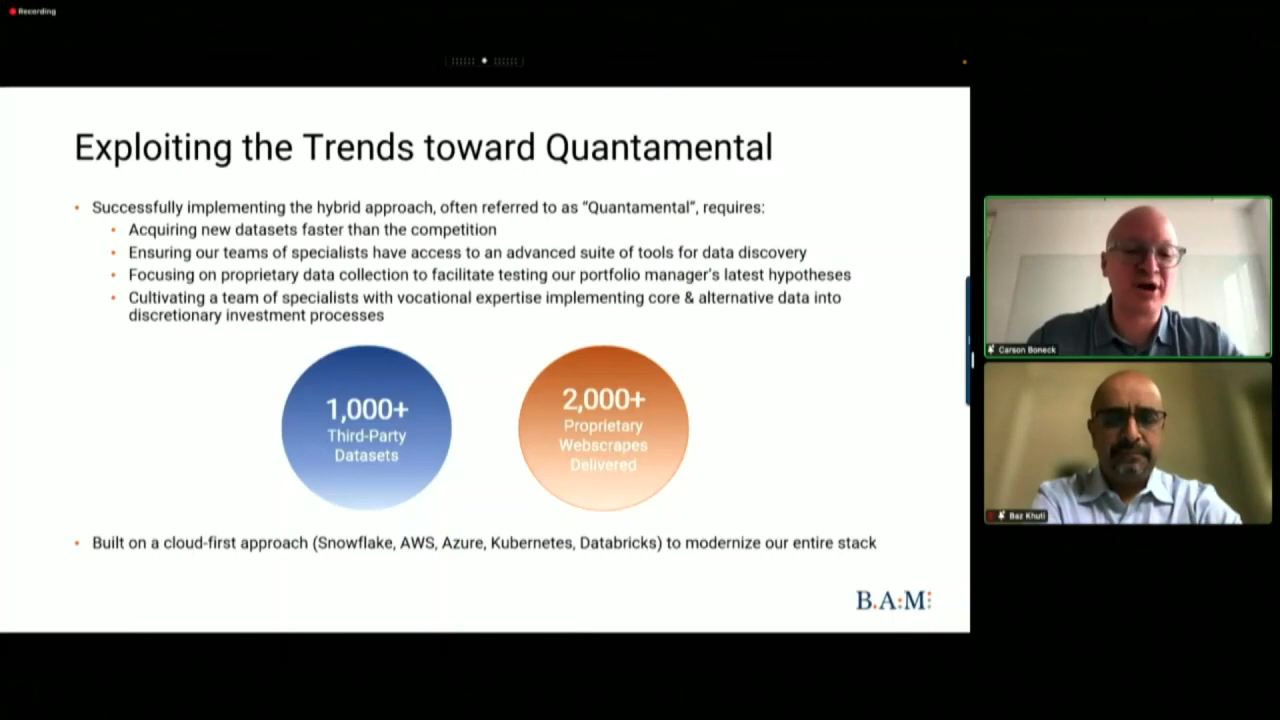 Recording
Exploiting the Trends toward Quantamental
• Successfully implementing the hybrid approach, often referred to as “Quantamental”, requires:
• Acquiring new datasets faster than the competition
• Ensuring our teams of specialists have access to an advanced suite of tools for data discovery
• Focusing on proprietary data collection to facilitate testing our portfolio manager's latest hypotheses
• Cultivating a team of specialists with vocational expertise implementing core & alternative data into
discretionary investment processes
1,000+
Third-Party
Datasets
2,000+
Proprietary
Webscrapes
Delivered
• Built on a cloud-first approach (Snowflake, AWS, Azure, Kubernetes, Databricks) to modernize our entire stack
B.A:M:
Carson Boneck
Baz Khuti